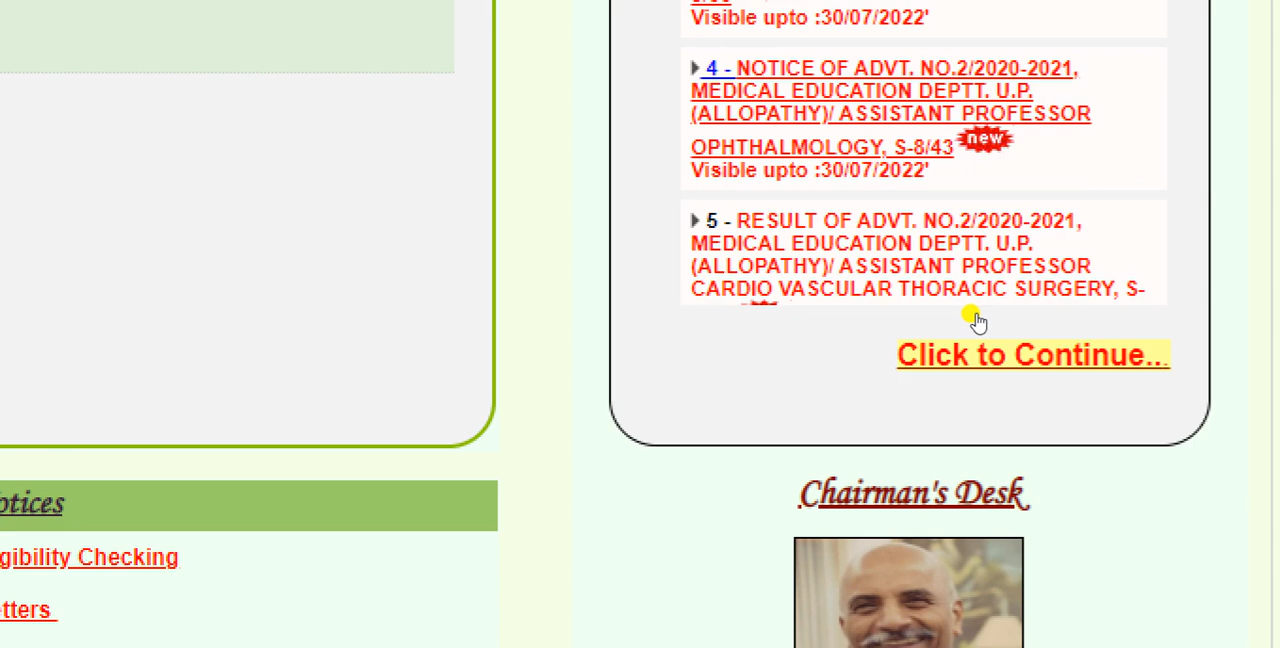 Visible upto :30/07/2022'
4 - NOTICE OF ADVT. NO.2/2020-2021,
MEDICAL EDUCATION DEPTT. U.P.
(ALLOPATHY)/ ASSISTANT PROFESSOR
OPHTHALMOLOGY, S-8/43 new
Visible upto :30/07/2022'
5 - RESULT OF ADVT. NO.2/2020-2021,
MEDICAL EDUCATION DEPTT. U.P.
(ALLOPATHY)/ ASSISTANT PROFESSOR
CARDIO VASCULAR THORACIC SURGERY, S-
Click to Continue...
Chairman's Desk
otices
gibility Checking
tters